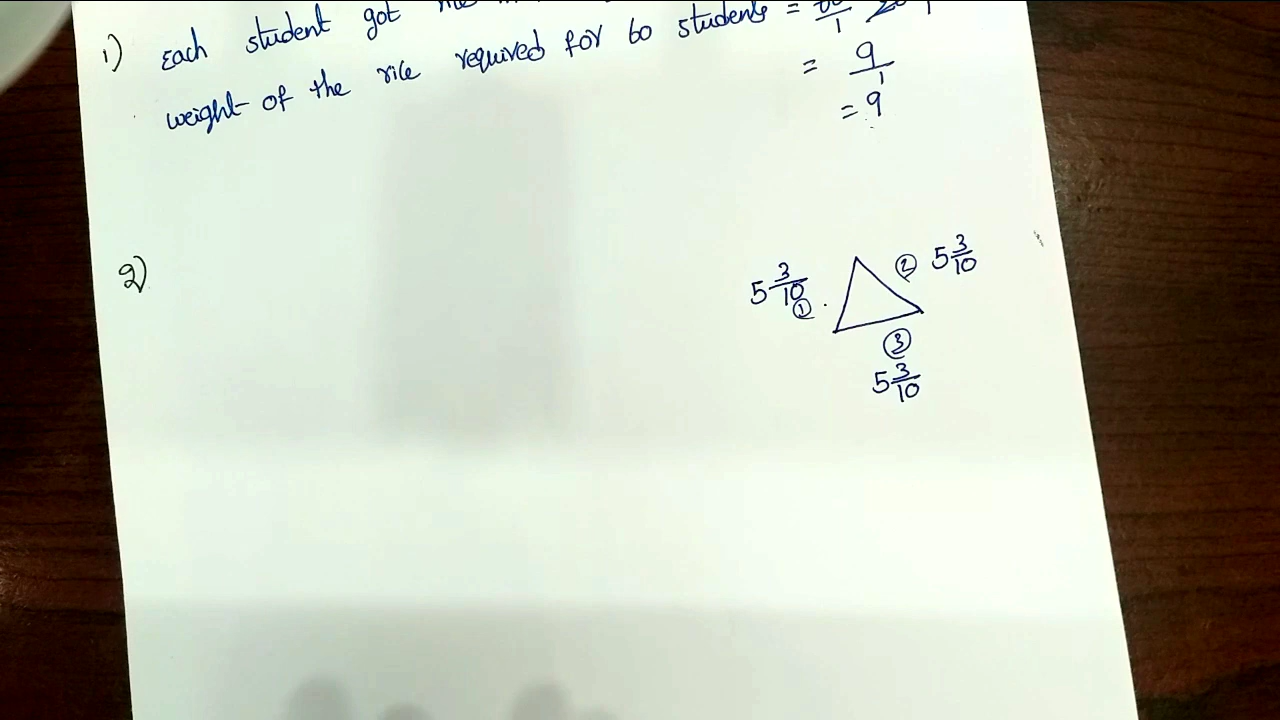 1) Each student got
weight of the rice required for 60 students =
= 9/1
= 9
2)
5 3/10 ① ② 5 3/10
③
5 3/10